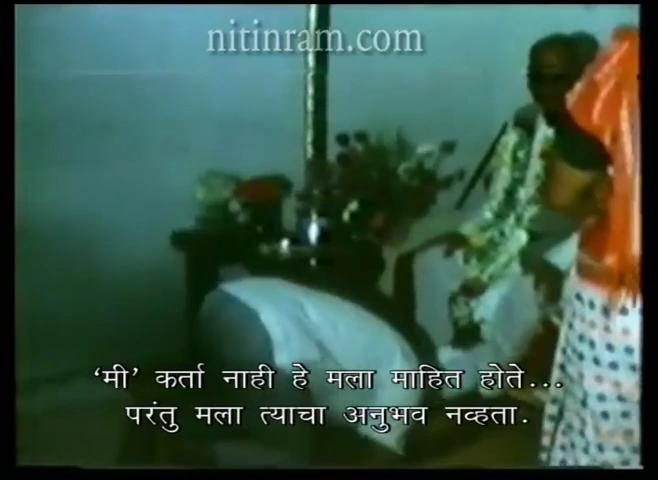 nitinram.com
‘मी’ कर्ता नाही हे मला माहित होते...
परंतु मला त्याचा अनुभव नव्हता.